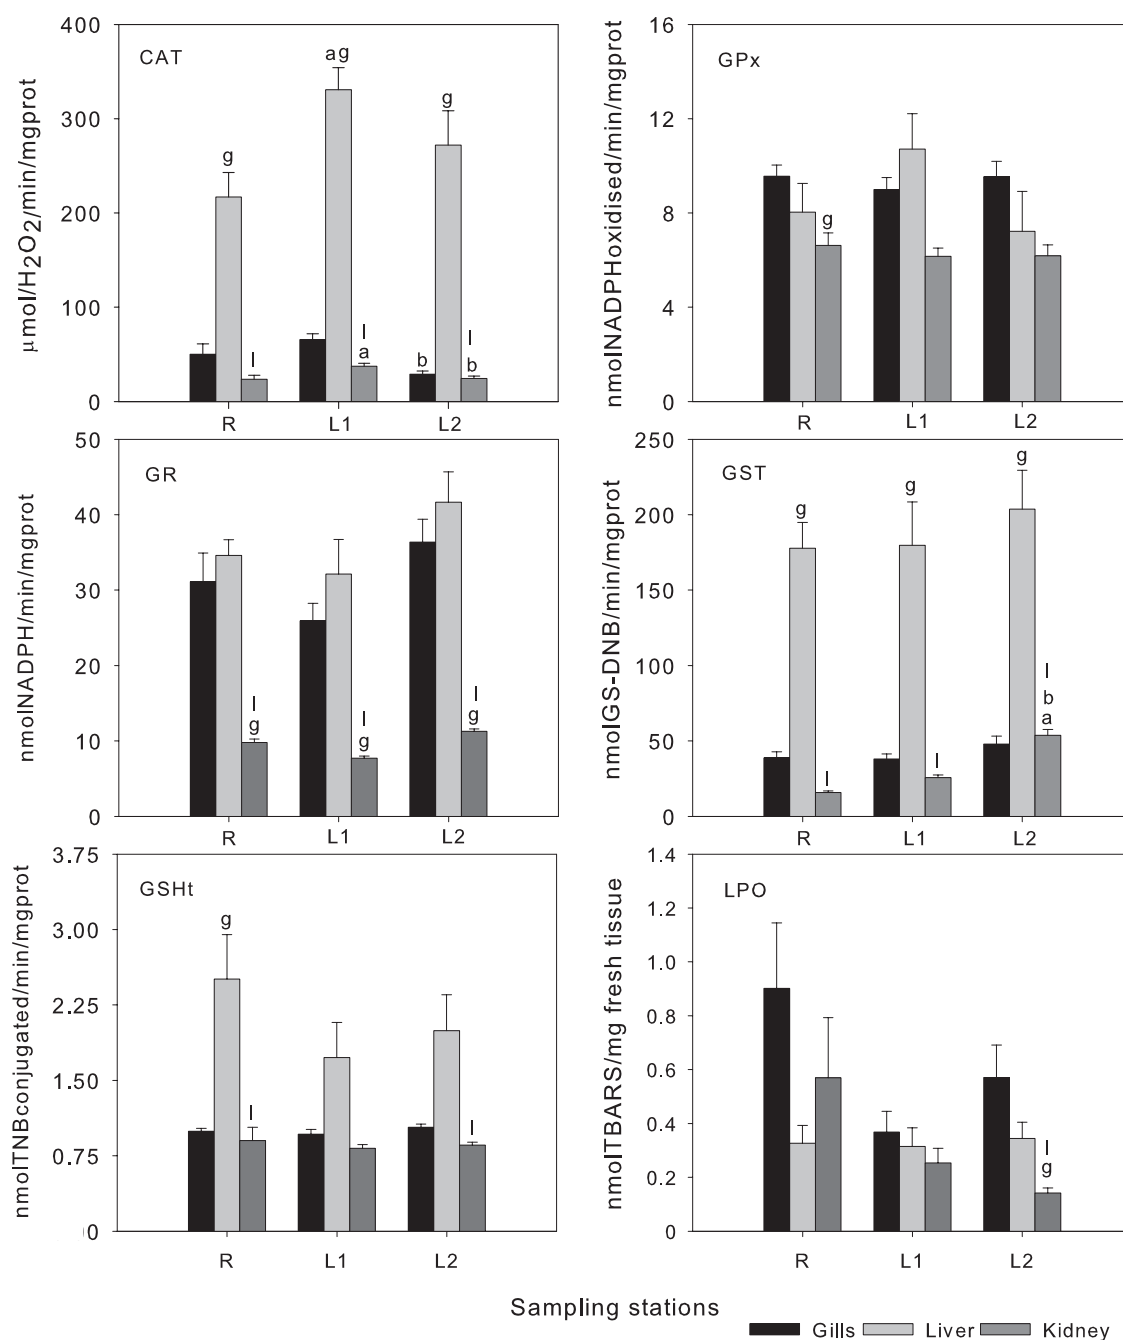 CAT
μmol/H2O2/min/mgprot
400
300
200
100
0
g
ag
g
l
l
a
b
l
b
R
L1
L2
GPx
nmolNADPHoxidised/min/mgprot
16
12
8
4
0
g
R
L1
L2
GR
nmolNADPH/min/mgprot
50
40
30
20
10
0
l
g
l
g
l
g
R
L1
L2
GST
nmolGS-DNB/min/mgprot
250
200
150
100
50
0
g
g
g
l
l
l
b
a
R
L1
L2
GSHt
nmolTNBconjugated/min/mgprot
3.75
3.00
2.25
1.50
0.75
0
g
l
l
R
L1
L2
LPO
nmolTBARS/mg fresh tissue
1.4
1.2
1.0
0.8
0.6
0.4
0.2
0
l
g
R
L1
L2
Sampling stations
Gills
Liver
Kidney